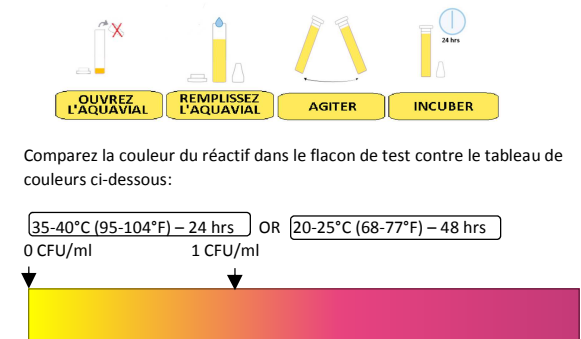 24 hrs
OUVREZ L'AQUAVIAL
REMPLISSEZ L'AQUAVIAL
AGITER
INCUBER
Comparez la couleur du réactif dans le flacon de test contre le tableau de
couleurs ci-dessous:
35-40°C (95-104°F) – 24 hrs OR 20-25°C (68-77°F) – 48 hrs
0 CFU/ml 1 CFU/ml